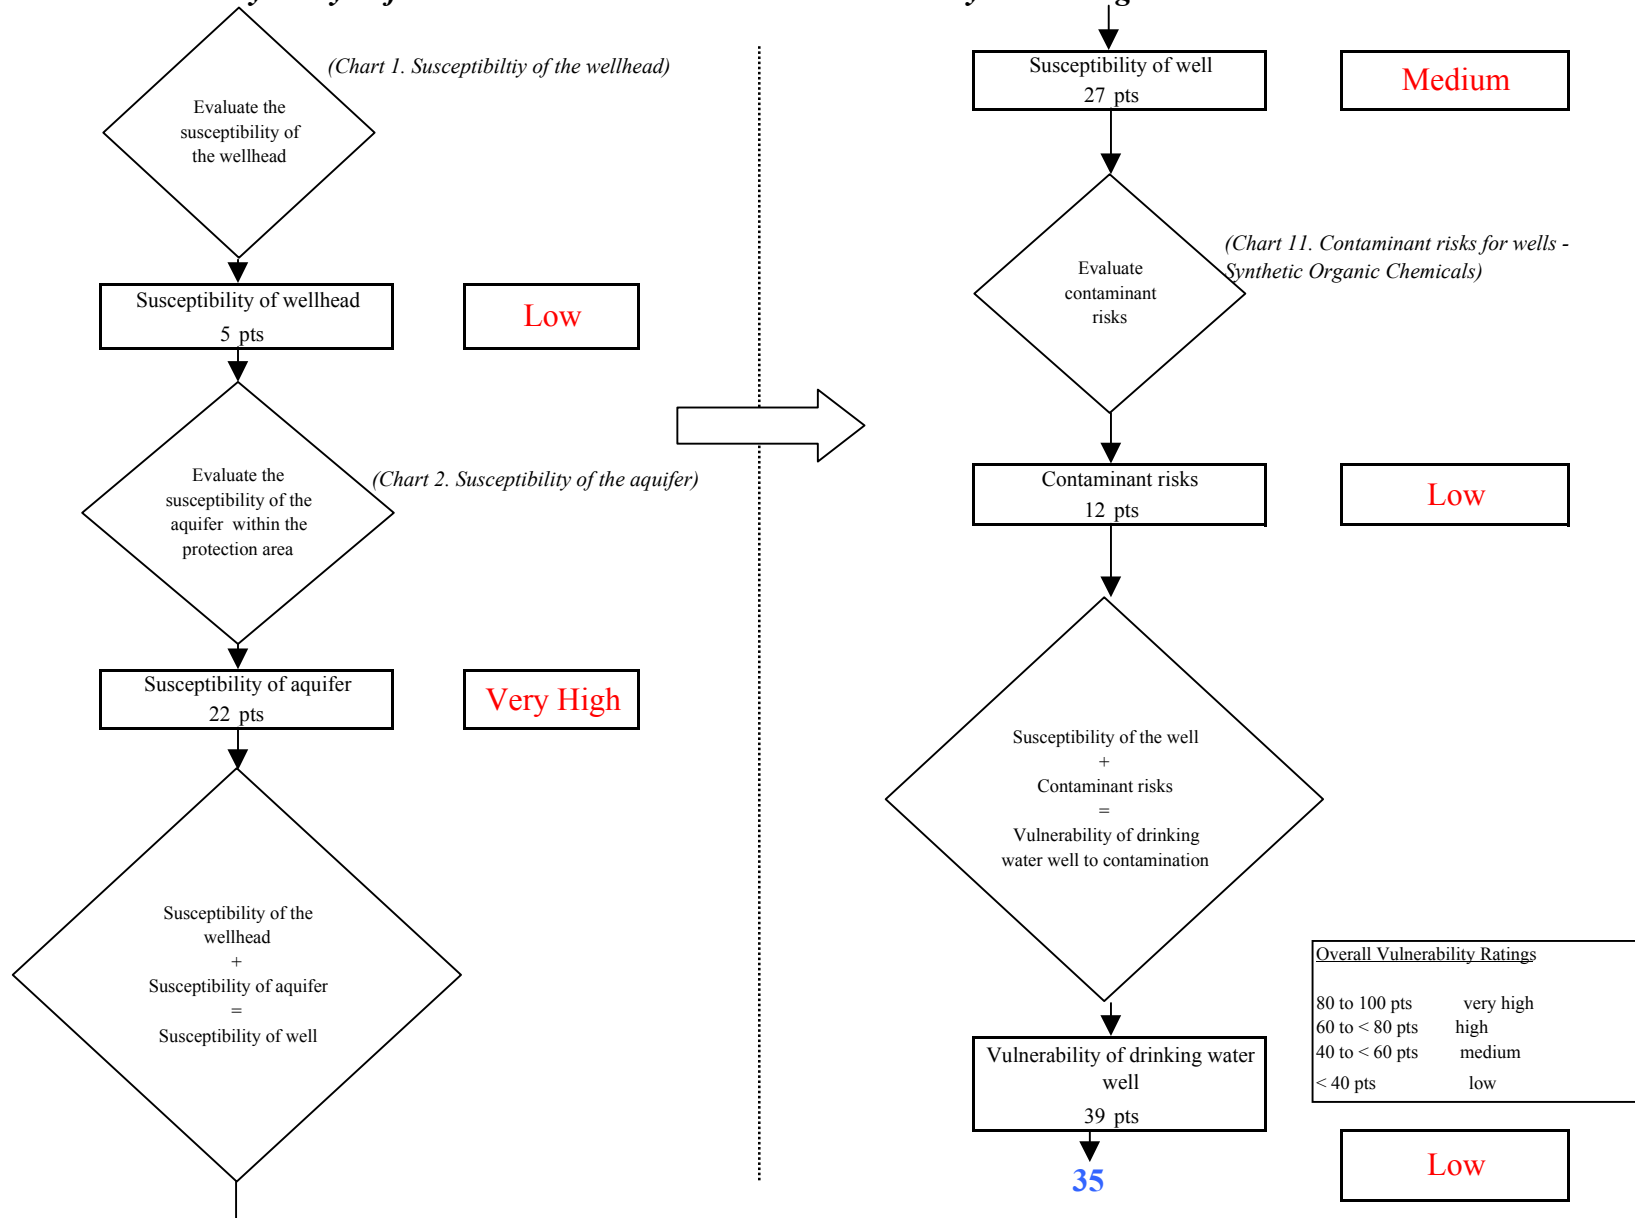 (Chart 1. Susceptibiltiy of the wellhead)
Evaluate the
susceptibility of
the wellhead
Susceptibility of wellhead
5 pts
Low
Evaluate the
susceptibility of the
aquifer within the
protection area
(Chart 2. Susceptibility of the aquifer)
Susceptibility of aquifer
22 pts
Very High
Susceptibility of the
wellhead
+
Susceptibility of aquifer
=
Susceptibility of well
Susceptibility of well
27 pts
Medium
(Chart 11. Contaminant risks for wells -
Synthetic Organic Chemicals)
Evaluate
contaminant
risks
Contaminant risks
12 pts
Low
Susceptibility of the well
+
Contaminant risks
=
Vulnerability of drinking
water well to contamination
Overall Vulnerability Ratings
80 to 100 pts very high
60 to < 80 pts high
40 to < 60 pts medium
< 40 pts low
Vulnerability of drinking water
well
39 pts
35
Low